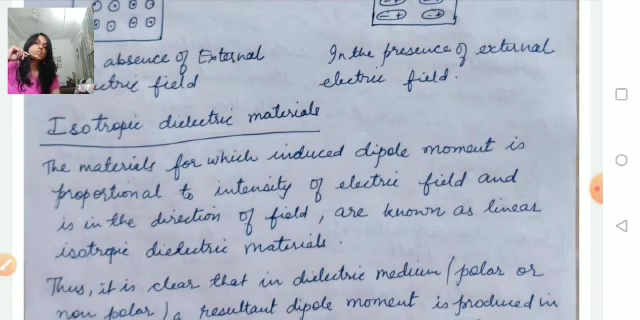 absence of External
In the presence of external
electric field.
ctric field
Isotropic dielectric materials
The materials for which induced dipole moment is
proportional to intensity of electric field and
is in the direction of field, are known as linear
isotropic dielectric materials.
Thus, it is clear that in dielectric medium (polar or
non polar) a resultant dipole moment is produced in